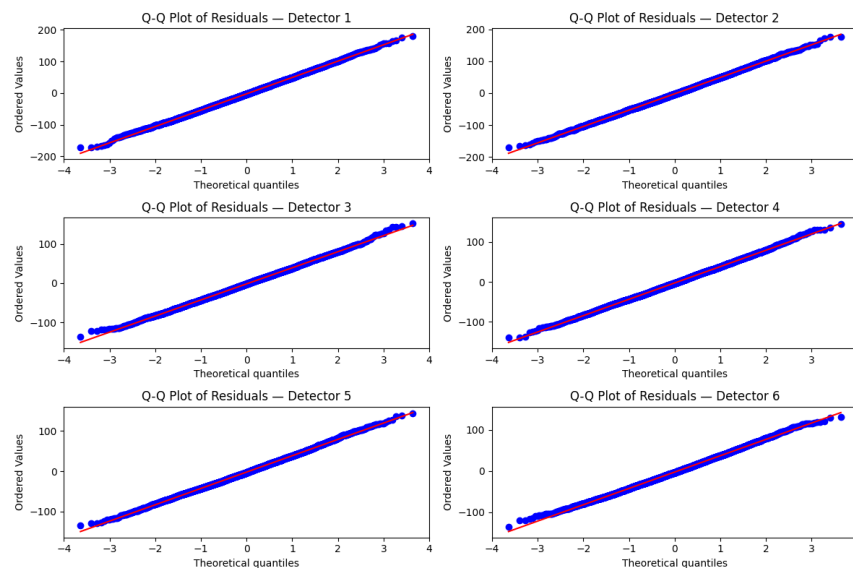 Q-Q Plot of Residuals — Detector 1
Ordered Values
200
100
0
−100
−200
−4 −3 −2 −1 0 1 2 3 4
Theoretical quantiles
Q-Q Plot of Residuals — Detector 2
Ordered Values
200
100
0
−100
−200
−4 −3 −2 −1 0 1 2 3
Theoretical quantiles
Q-Q Plot of Residuals — Detector 3
Ordered Values
100
0
−100
−4 −3 −2 −1 0 1 2 3 4
Theoretical quantiles
Q-Q Plot of Residuals — Detector 4
Ordered Values
100
0
−100
−4 −3 −2 −1 0 1 2 3
Theoretical quantiles
Q-Q Plot of Residuals — Detector 5
Ordered Values
100
0
−100
−4 −3 −2 −1 0 1 2 3 4
Theoretical quantiles
Q-Q Plot of Residuals — Detector 6
Ordered Values
100
0
−100
−4 −3 −2 −1 0 1 2 3
Theoretical quantiles